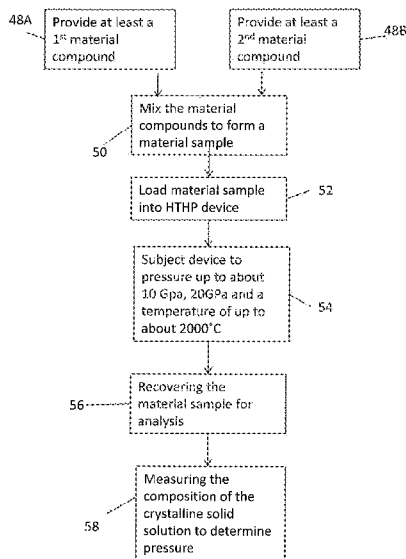 48A
Provide at least a
1st material
compound
Provide at least a
2nd material
compound
48B
Mix the material
compounds to form a
material sample
50
Load material sample
into HTHP device
52
Subject device to
pressure up to about
10 Gpa, 20GPa and a
temperature of up to
about 2000°C
54
Recovering the
material sample for
analysis
56
Measuring the
composition of the
crystalline solid
solution to determine
pressure
58